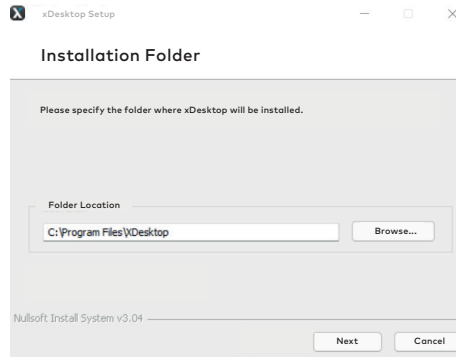 xDesktop Setup
Installation Folder
Please specify the folder where xDesktop will be installed.
Folder Location
C:\Program Files\XDesktop
Browse...
Nullsoft Install System v3.04
Next
Cancel